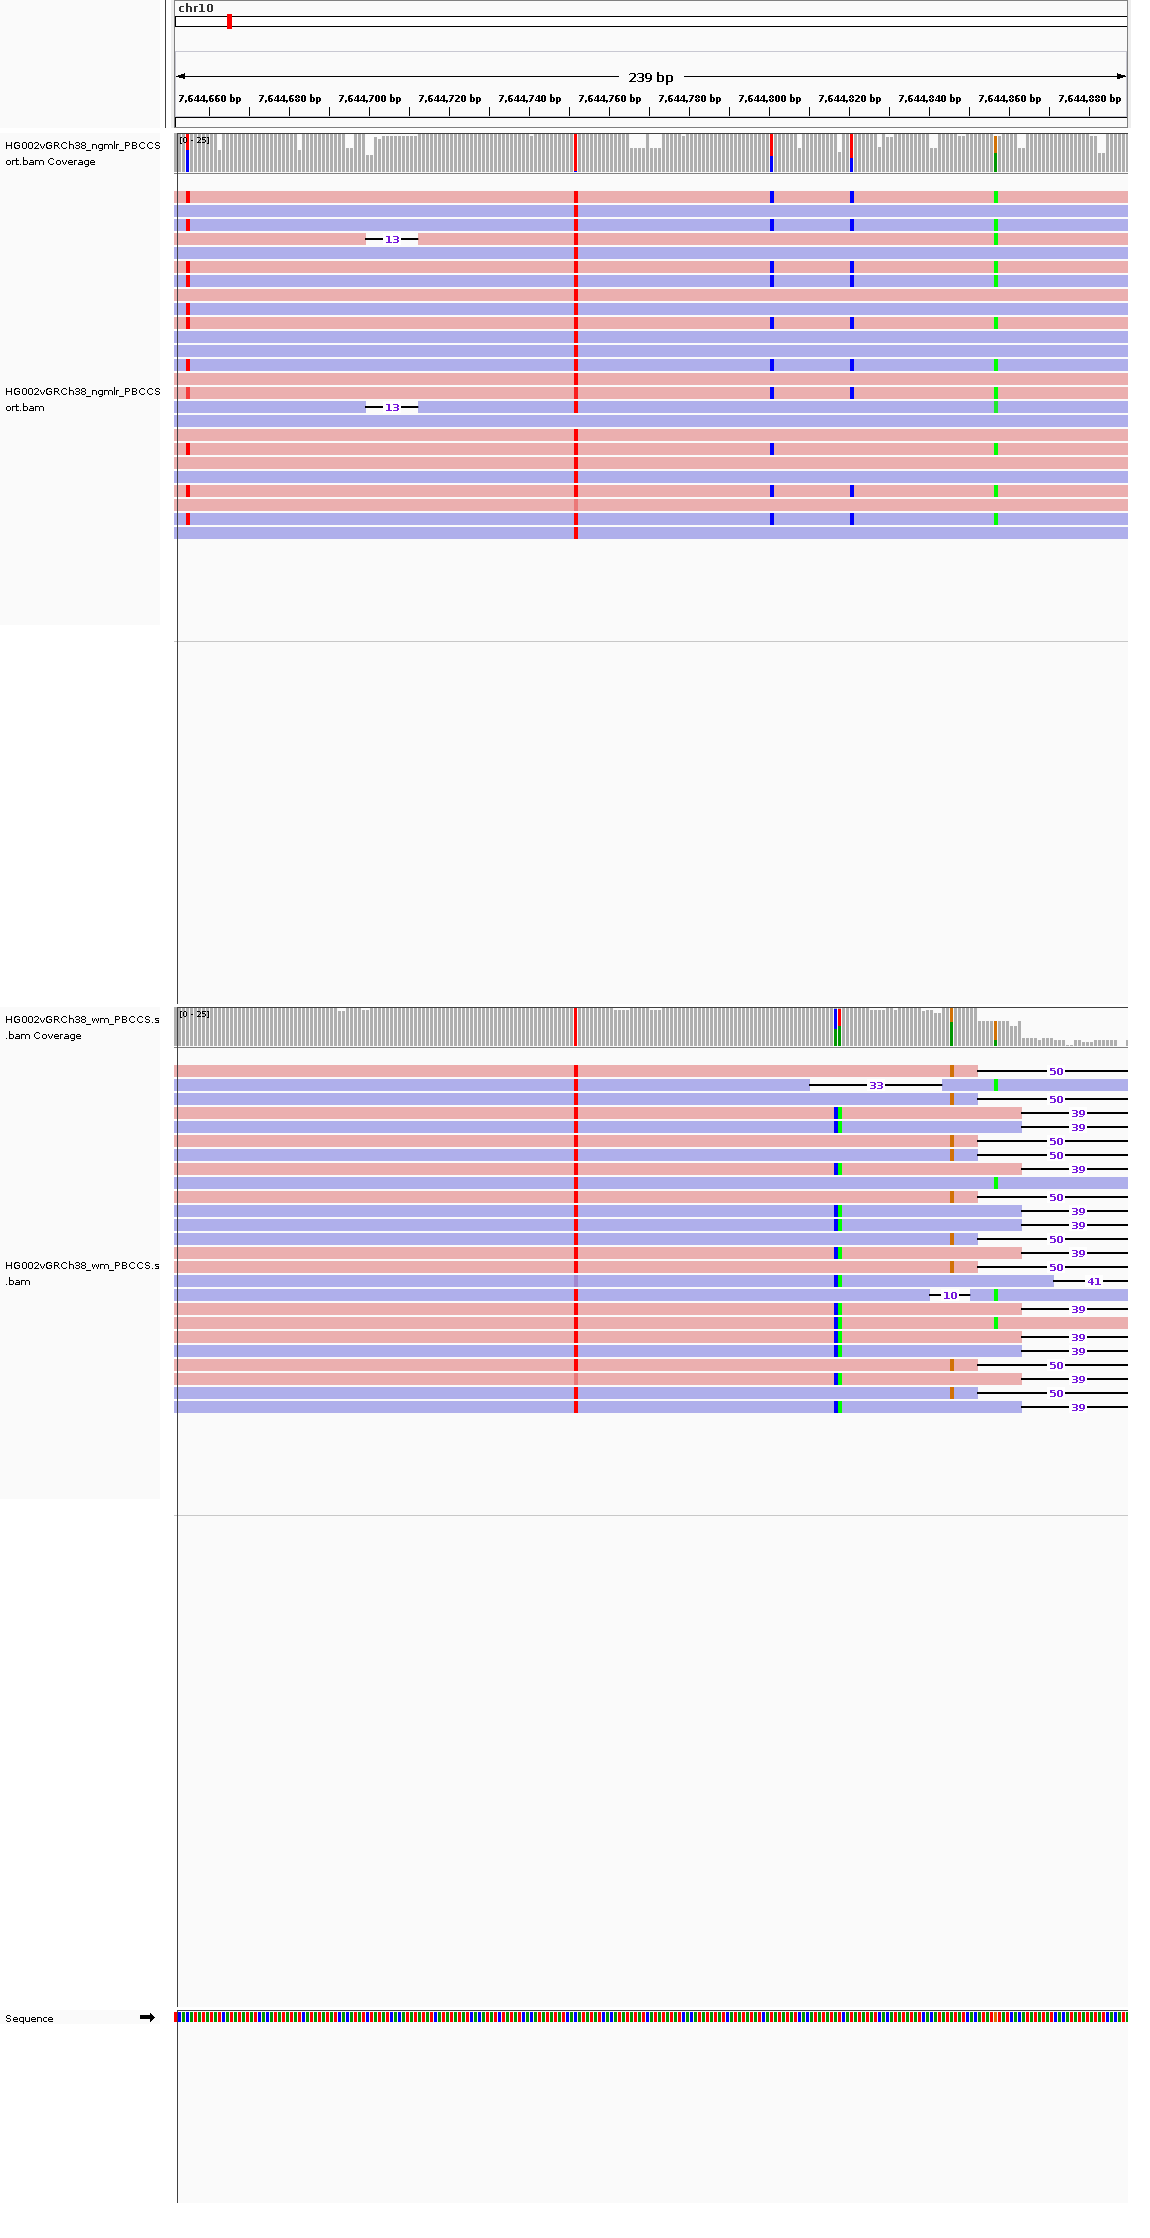 chr10
239 bp
7,644,660 bp 7,644,680 bp 7,644,700 bp 7,644,720 bp 7,644,740 bp 7,644,760 bp 7,644,780 bp 7,644,800 bp 7,644,820 bp 7,644,840 bp 7,644,860 bp 7,644,880 bp
HG002vGRCh38_ngmlr_PBCCS
ort.bam Coverage
[0 - 25]
13
HG002vGRCh38_ngmlr_PBCCS
ort.bam
13
HG002vGRCh38_wm_PBCCS.s
.bam Coverage
[0 - 25]
50
33
50
39
39
50
50
39
50
39
39
50
39
50
HG002vGRCh38_wm_PBCCS.s
.bam
41
10
39
39
39
50
39
50
39
Sequence